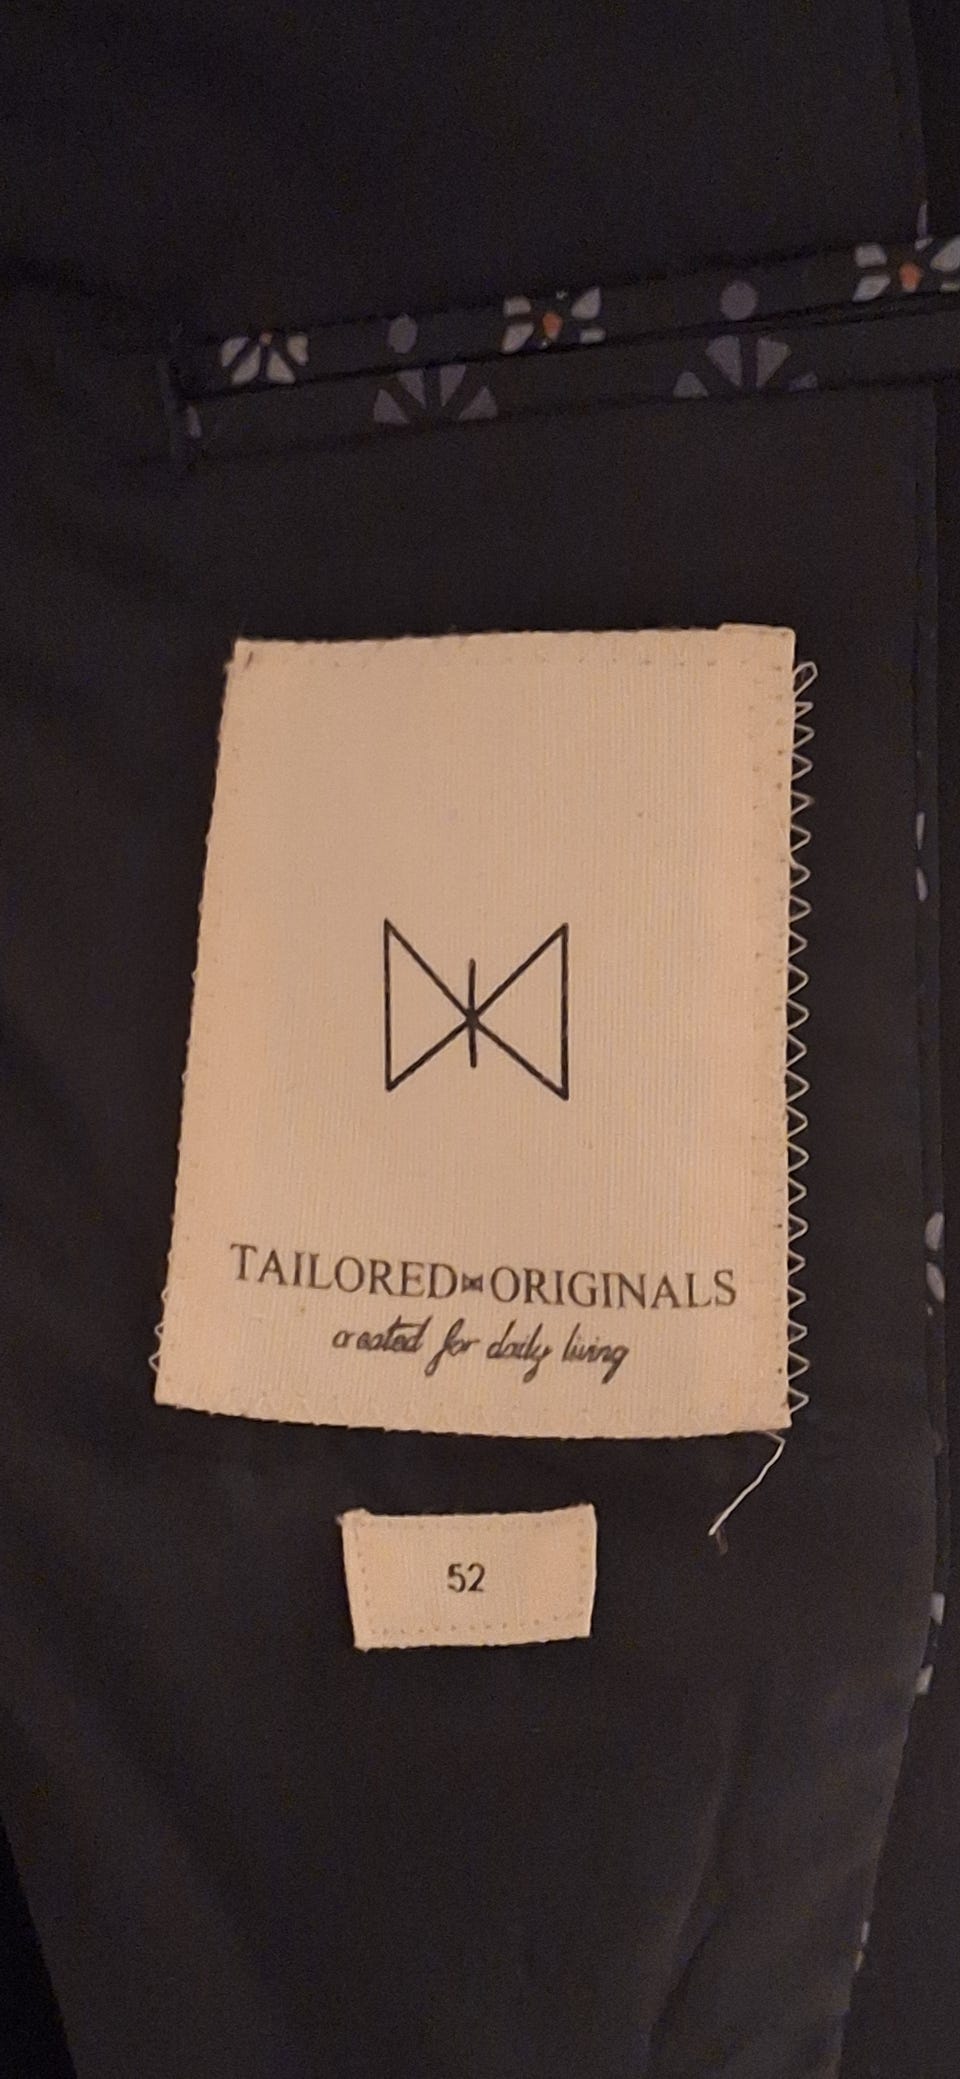 TAILORED ORIGINALS
created for daily living
52